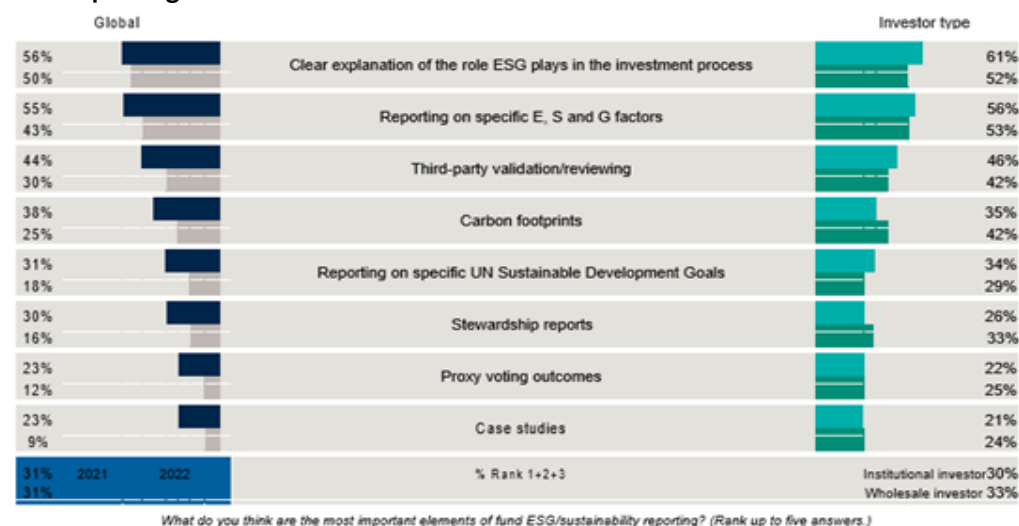 Global Investor type
56% Clear explanation of the role ESG plays in the investment process 61%
50% 52%
55% Reporting on specific E, S and G factors 56%
43% 53%
44% Third-party validation/reviewing 46%
30% 42%
38% Carbon footprints 35%
25% 42%
31% Reporting on specific UN Sustainable Development Goals 34%
18% 29%
30% Stewardship reports 26%
16% 33%
23% Proxy voting outcomes 22%
12% 25%
23% Case studies 21%
9% 24%
31% 2021 2022 % Rank 1+2+3 Institutional investor30%
31% Wholesale investor 33%
What do you think are the most important elements of fund ESG/sustainability reporting? (Rank up to five answers.)